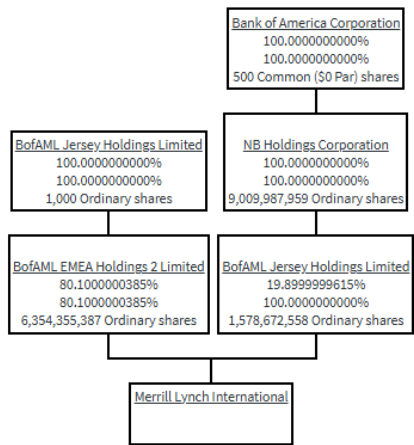 Bank of America Corporation
100.0000000000%
100.0000000000%
500 Common ($0 Par) shares
BofAML Jersey Holdings Limited
100.0000000000%
100.0000000000%
1,000 Ordinary shares
NB Holdings Corporation
100.0000000000%
100.0000000000%
9,009,987,959 Ordinary shares
BofAML EMEA Holdings 2 Limited
80.1000000385%
80.1000000385%
6,354,355,387 Ordinary shares
BofAML Jersey Holdings Limited
19.8999999615%
100.0000000000%
1,578,672,558 Ordinary shares
Merrill Lynch International